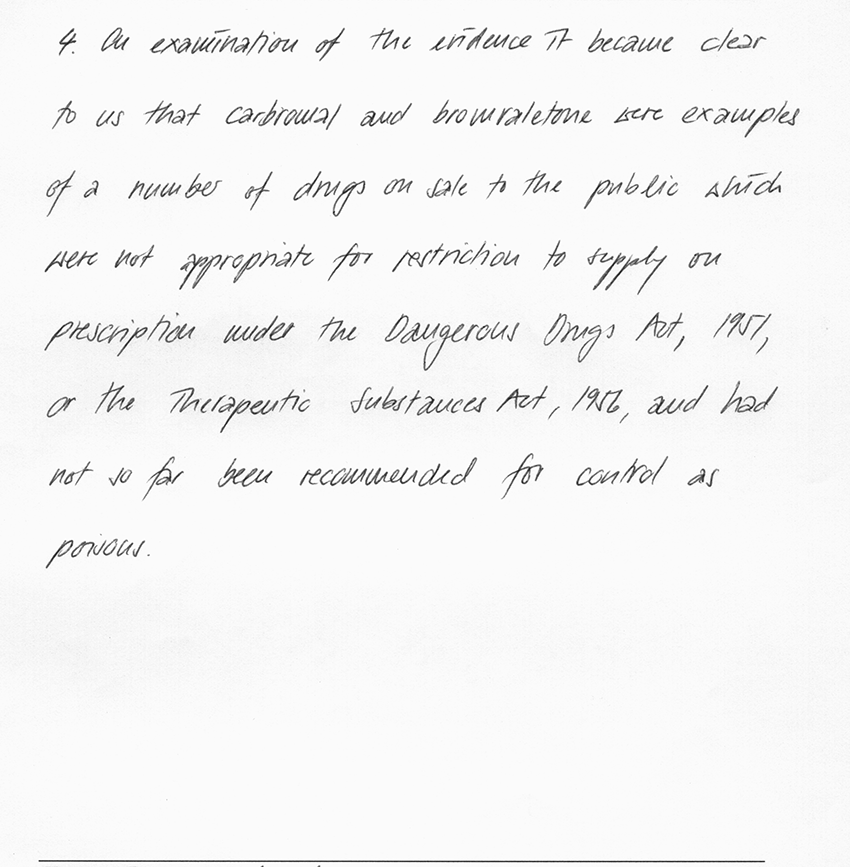 4. On examination of the evidence it became clear
to us that carbromal and bromvaletone were examples
of a number of drugs on sale to the public which
were not appropriate for restriction to supply on
prescription under the Dangerous Drugs Act, 1951,
or the Therapeutic Substances Act, 1956, and had
not so far been recommended for control as
poisons.